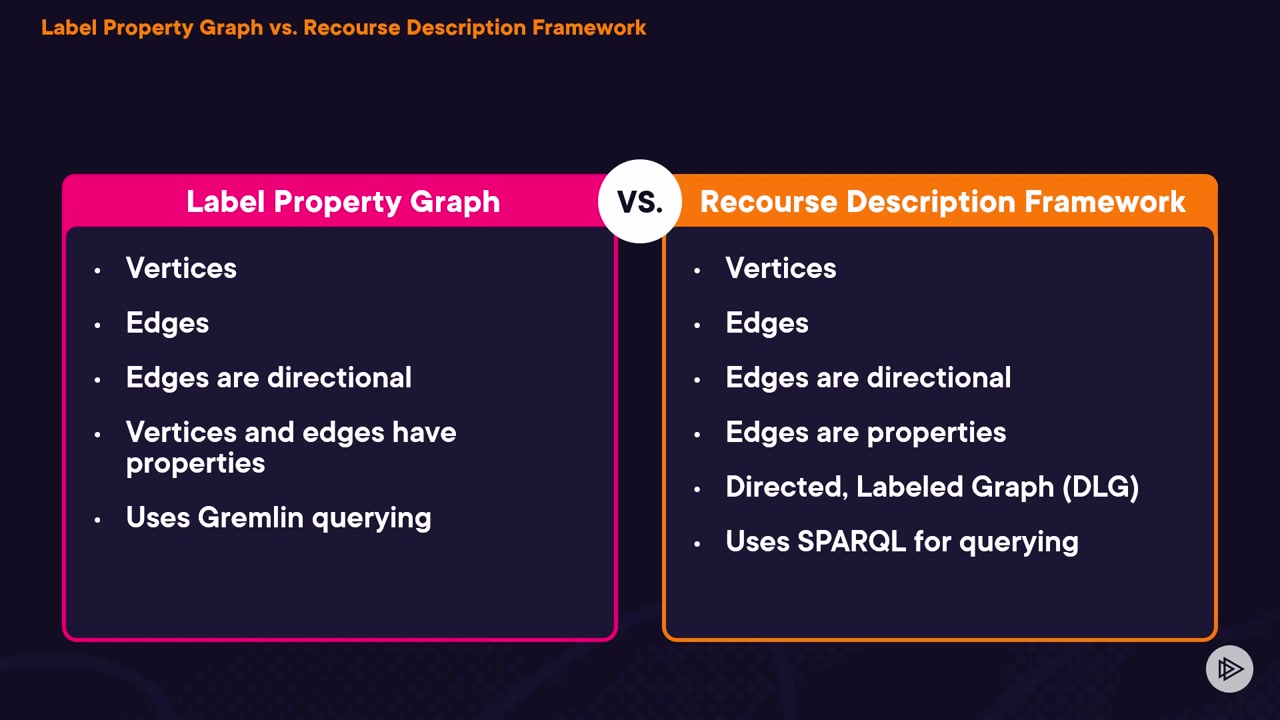 Label Property Graph vs. Recourse Description Framework
Label Property Graph
VS.
Recourse Description Framework
• Vertices
• Edges
• Edges are directional
• Vertices and edges have
properties
• Uses Gremlin querying
• Vertices
• Edges
• Edges are directional
• Edges are properties
• Directed, Labeled Graph (DLG)
• Uses SPARQL for querying